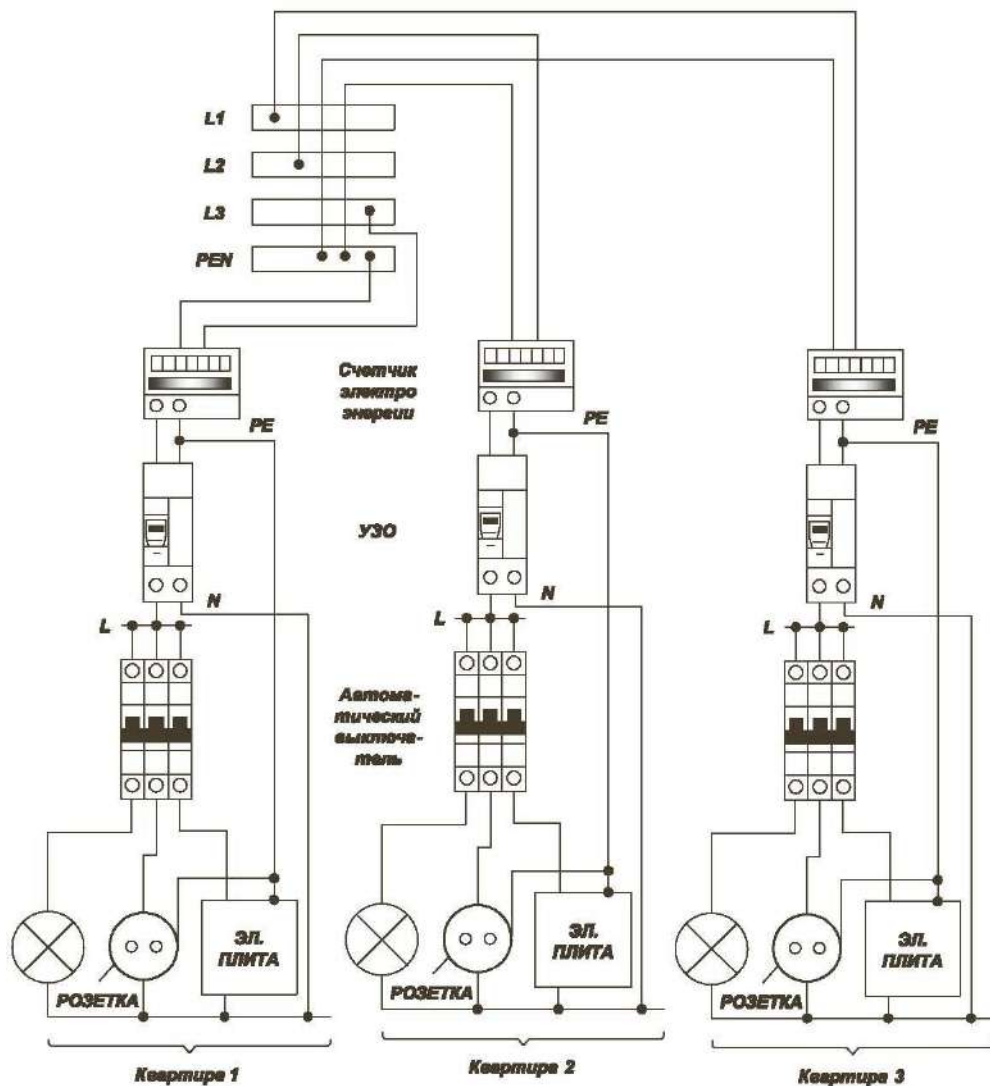 L1
L2
L3
PEN
Счетчик
электро
энергии
PE
PE
PE
УЗО
N
N
N
L
L
L
Автома-
тический
выключа-
тель
ЭЛ.
ПЛИТА
ЭЛ.
ПЛИТА
ЭЛ.
ПЛИТА
РОЗЕТКА
РОЗЕТКА
РОЗЕТКА
Квартира 1
Квартира 2
Квартира 3